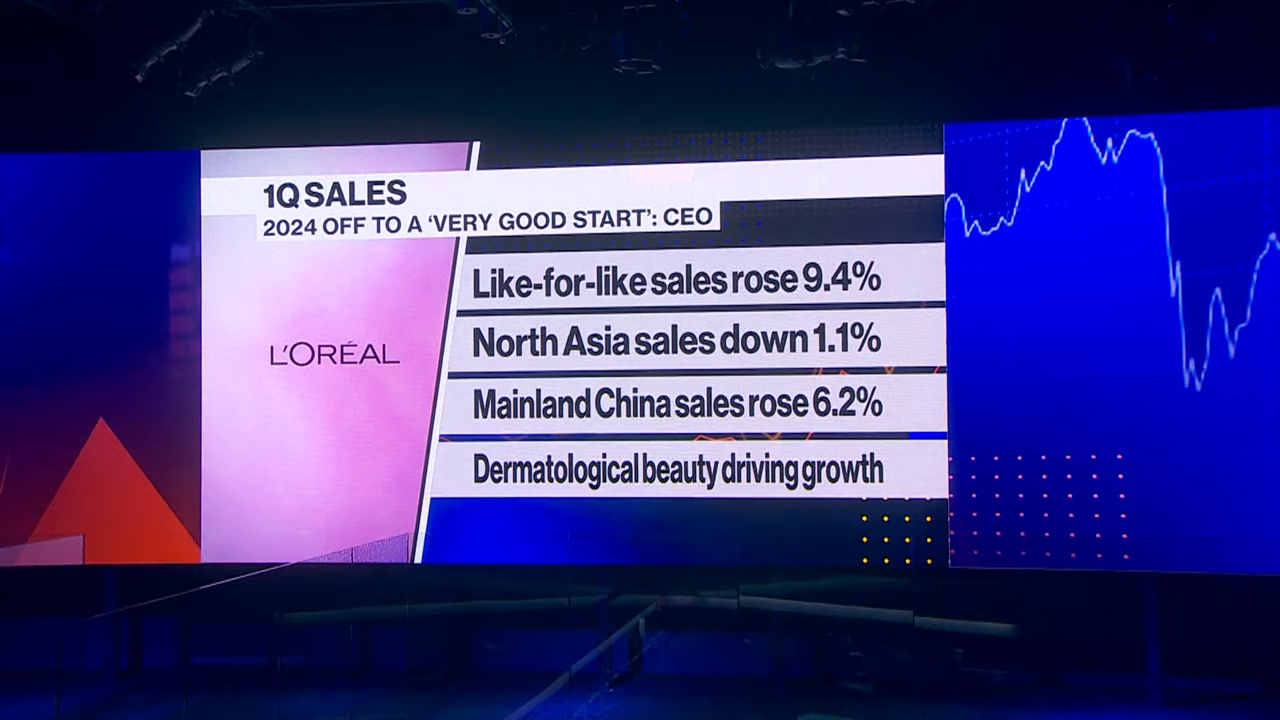 1Q SALES
2024 OFF TO A ‘VERY GOOD START’: CEO
L'ORÉAL
Like-for-like sales rose 9.4%
North Asia sales down 1.1%
Mainland China sales rose 6.2%
Dermatological beauty driving growth